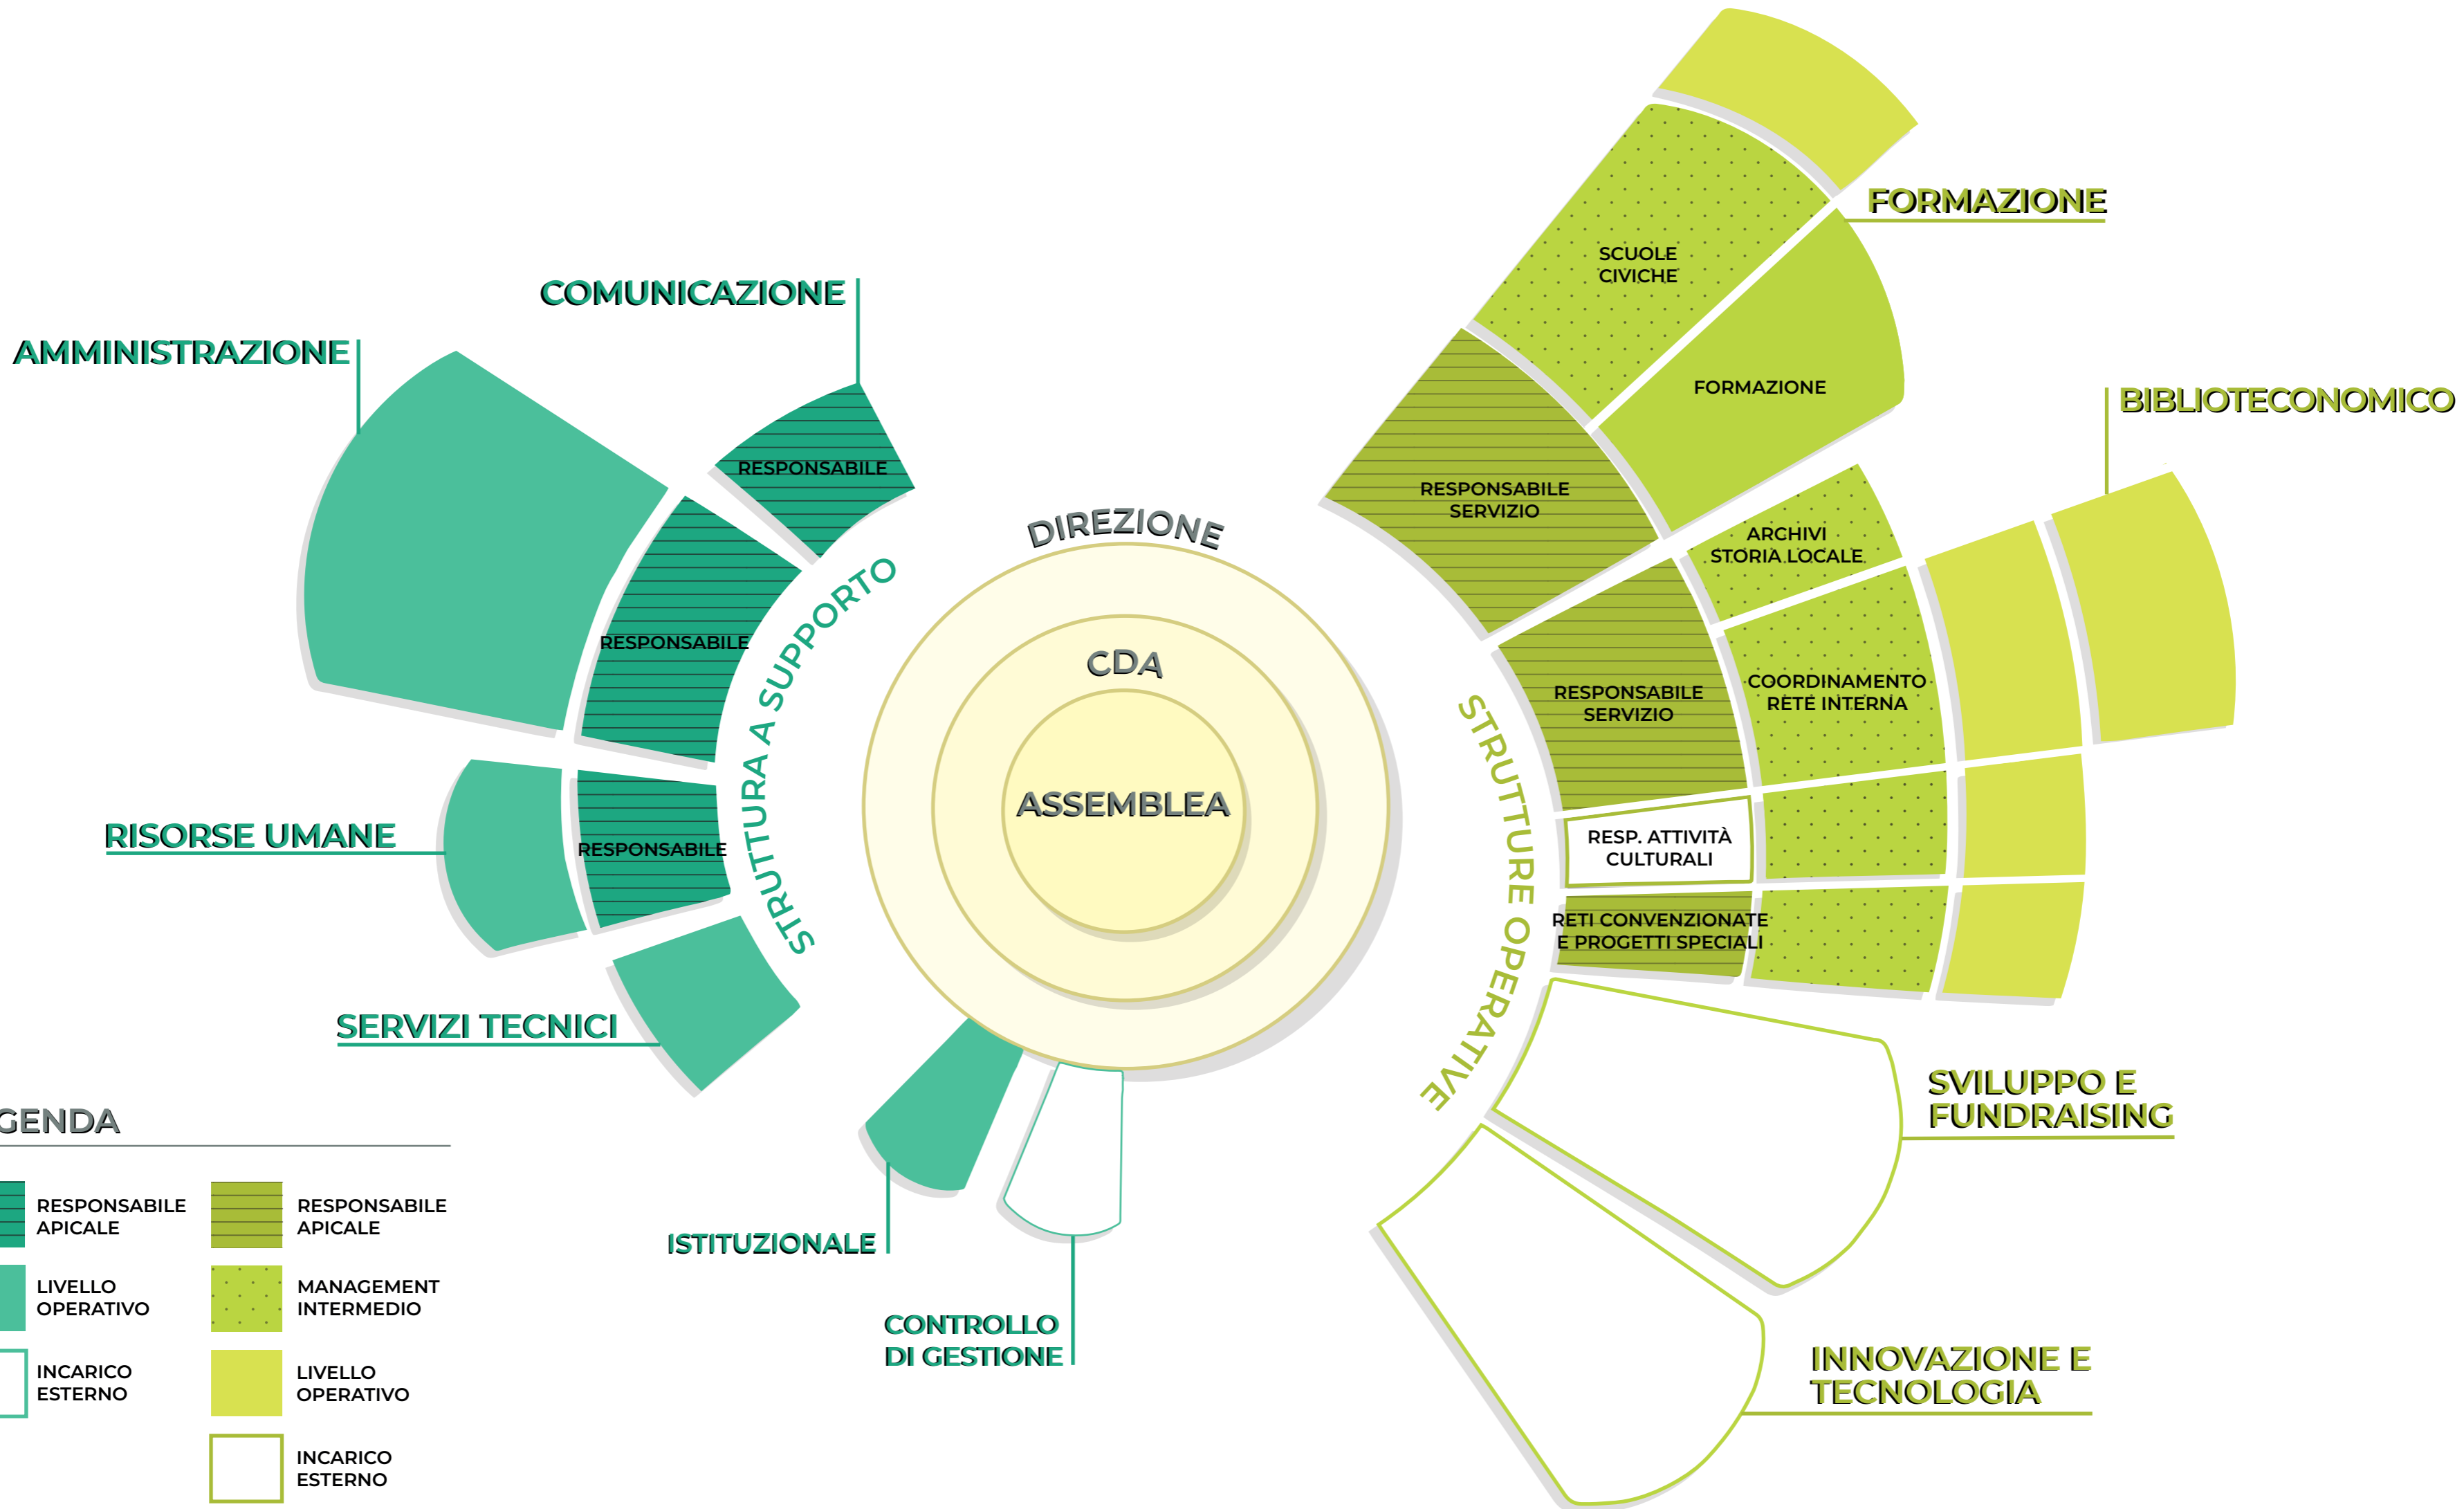 FORMAZIONE
SCUOLE
CIVICHE
COMUNICAZIONE
AMMINISTRAZIONE
FORMAZIONE
BIBLIOTECONOMICO
RESPONSABILE
RESPONSABILE
SERVIZIO
DIREZIONE
ARCHIVI
STORIA LOCALE
STRUTTURA A SUPPORTO
RESPONSABILE
CDA
COORDINAMENTO
RETE INTERNA
RESPONSABILE
SERVIZIO
STRUTTURE OPERATIVE
ASSEMBLEA
RISORSE UMANE
RESPONSABILE
RESP. ATTIVITÀ
CULTURALI
RETI CONVENZIONATE
E PROGETTI SPECIALI
SERVIZI TECNICI
SVILUPPO E
FUNDRAISING
GENDA
RESPONSABILE
APICALE
RESPONSABILE
APICALE
ISTITUZIONALE
LIVELLO
OPERATIVO
MANAGEMENT
INTERMEDIO
CONTROLLO
DI GESTIONE
INCARICO
ESTERNO
LIVELLO
OPERATIVO
INNOVAZIONE E
TECNOLOGIA
INCARICO
ESTERNO